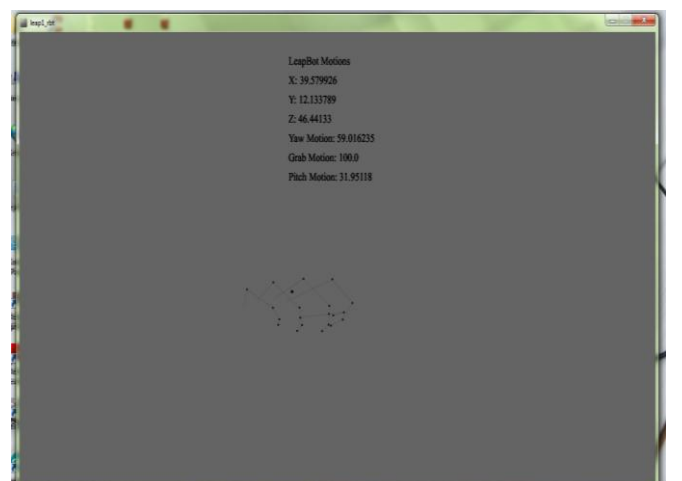 leap1_rbt
LeapBot Motions
X: 39.579926
Y: 12.133789
Z: 46.44133
Yaw Motion: 59.016235
Grab Motion: 100.0
Pitch Motion: 31.95118